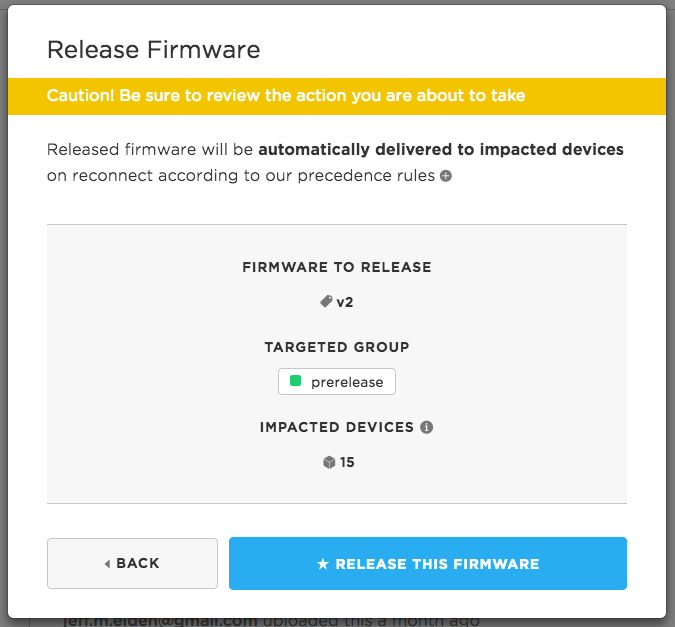 Release Firmware
Caution! Be sure to review the action you are about to take
Released firmware will be automatically delivered to impacted devices
on reconnect according to our precedence rules
FIRMWARE TO RELEASE
v2
TARGETED GROUP
prerelease
IMPACTED DEVICES
15
BACK
RELEASE THIS FIRMWARE
jeff.m.eiden@gmail.com uploaded this a month ago